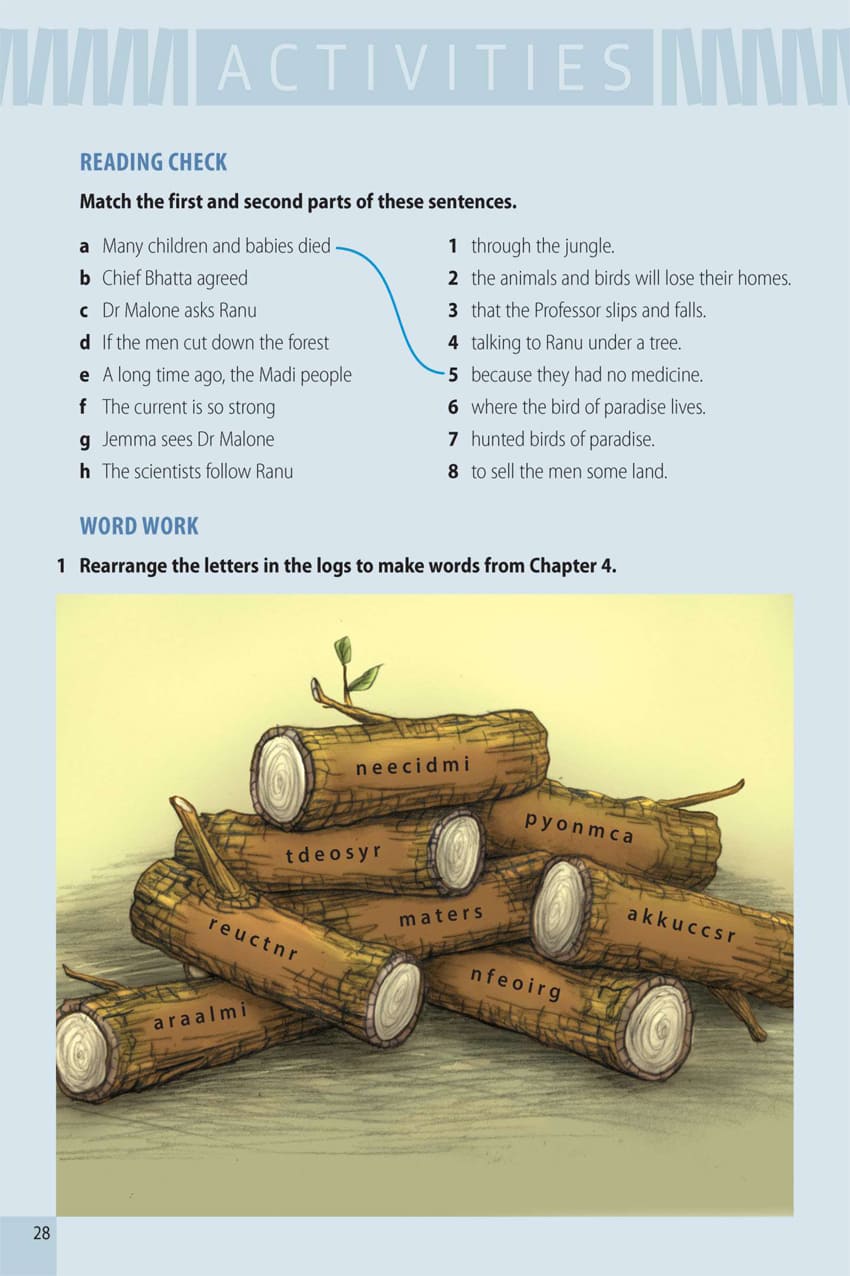 ACTIVITIES
READING CHECK
Match the first and second parts of these sentences.
a Many children and babies died
b Chief Bhatta agreed
c Dr Malone asks Ranu
d If the men cut down the forest
e A long time ago, the Madi people
f The current is so strong
g Jemma sees Dr Malone
h The scientists follow Ranu
1 through the jungle.
2 the animals and birds will lose their homes.
3 that the Professor slips and falls.
4 talking to Ranu under a tree.
5 because they had no medicine.
6 where the bird of paradise lives.
7 hunted birds of paradise.
8 to sell the men some land.
WORD WORK
1 Rearrange the letters in the logs to make words from Chapter 4.
neecidmi
pyonmca
tdeosyr
maters
akkuccsr
reuctnr
nfeoirg
araalmi
28